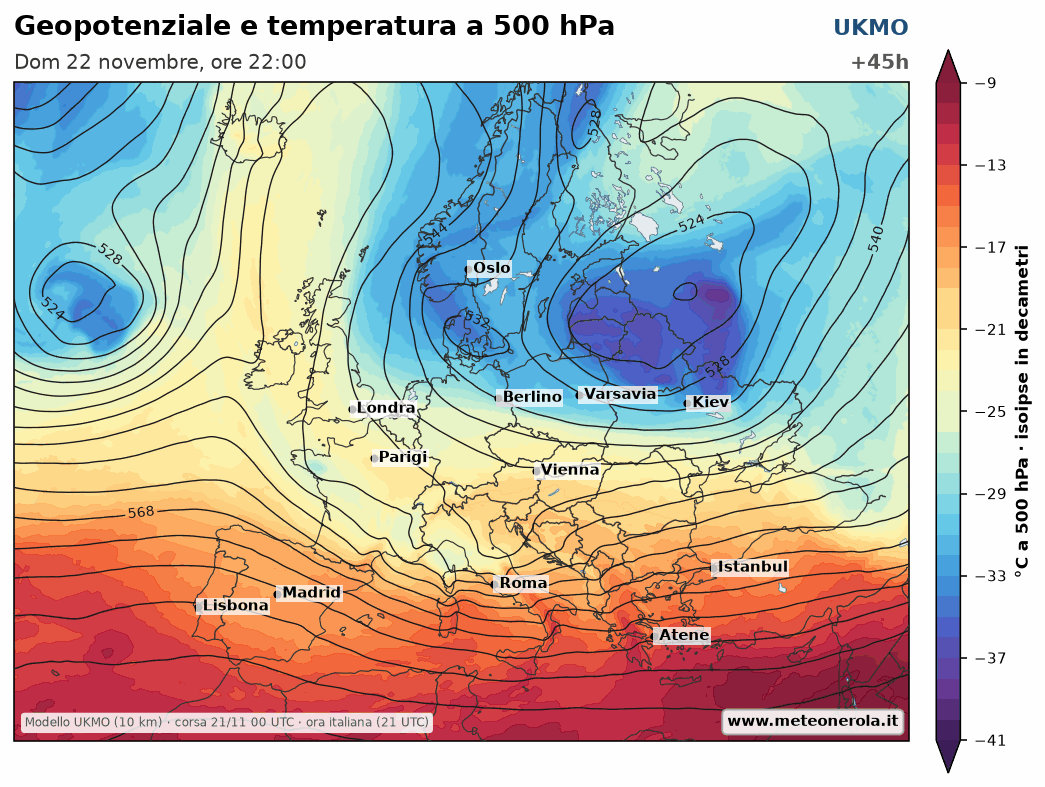 Geopotenziale e temperatura a 500 hPa
UKMO
Dom 22 novembre, ore 22:00
+45h
528
528
524
544
540
524
532
528
568
Oslo
Londra
Berlino
Varsavia
Kiev
Parigi
Vienna
Istanbul
Roma
Madrid
Lisbona
Atene
Modello UKMO (10 km) · corsa 21/11 00 UTC · ora italiana (21 UTC)
www.meteonerola.it
−9
−13
−17
−21
−25
−29
−33
−37
−41
°C a 500 hPa · isoipse in decametri